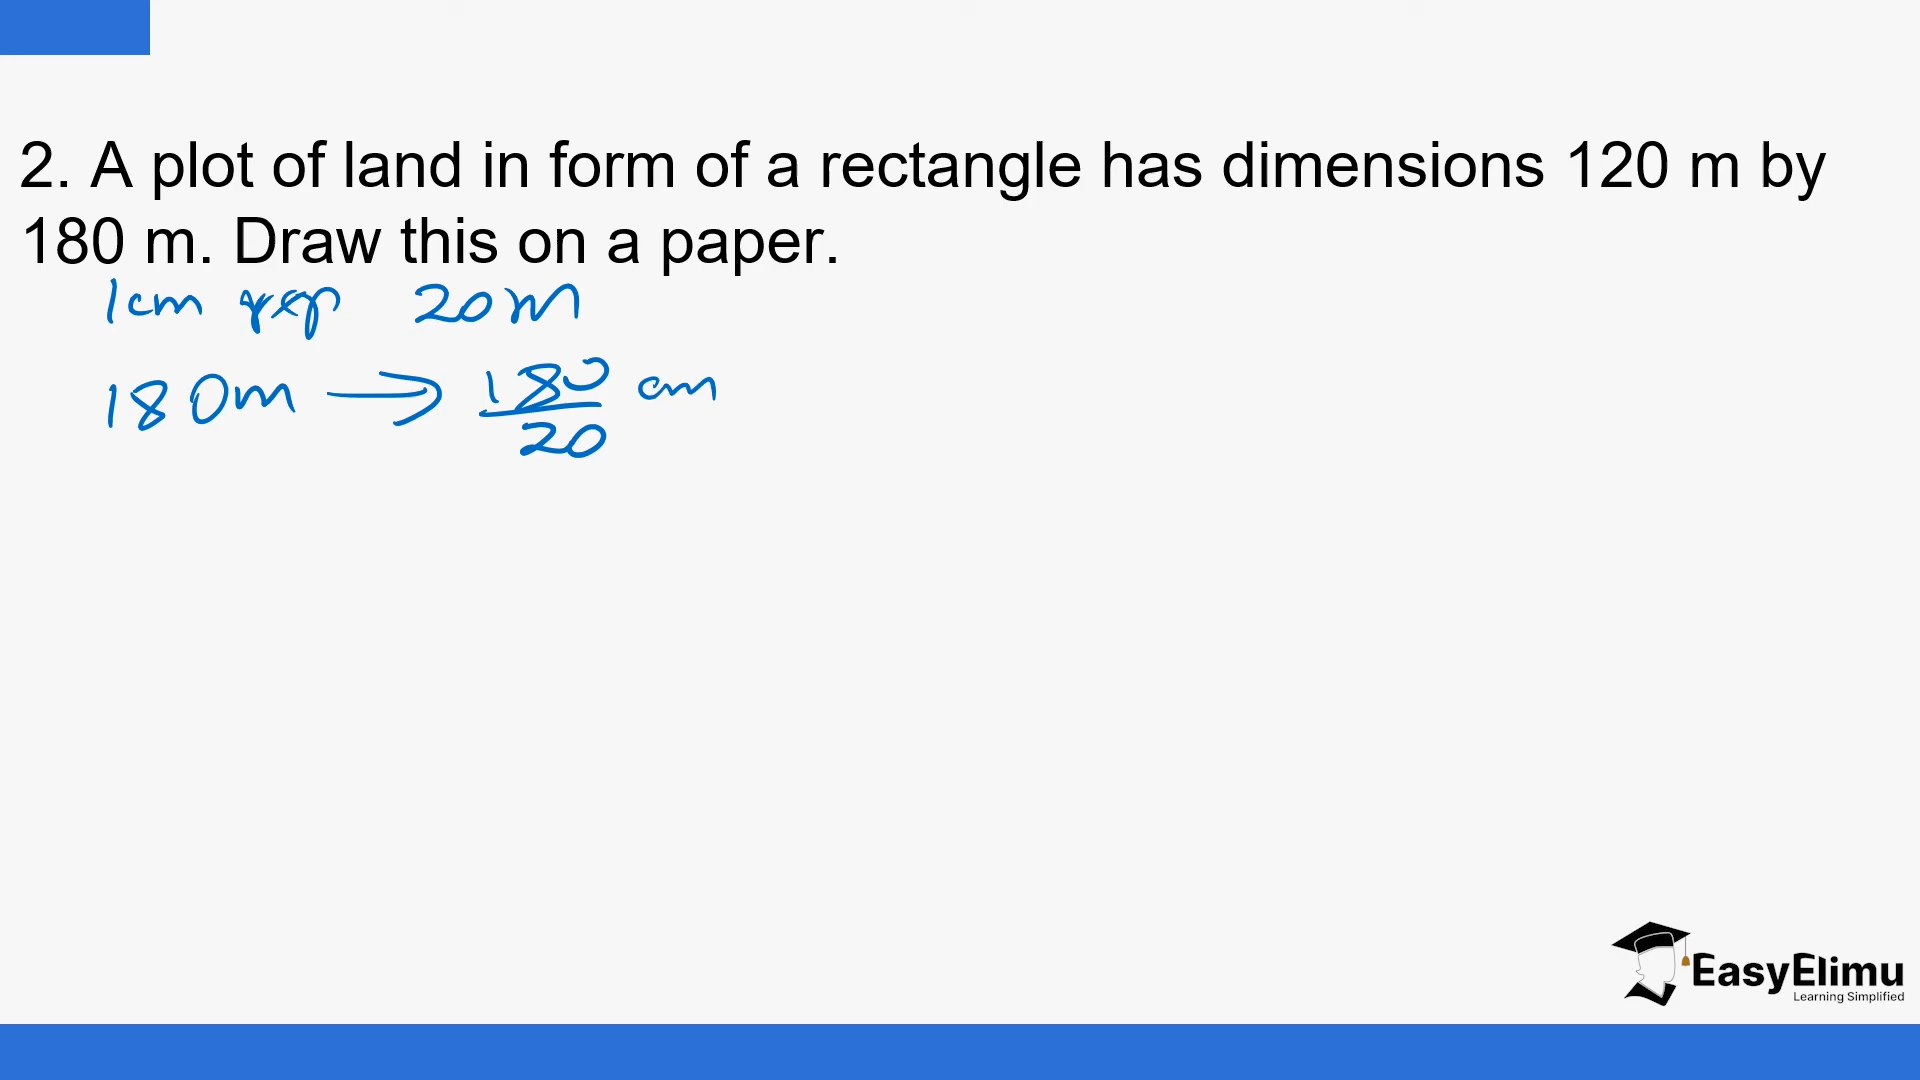 2. A plot of land in form of a rectangle has dimensions 120 m by
180 m. Draw this on a paper.
1cm rep 20m
180m → 180/20 cm
EasyElimu
Learning Simplified